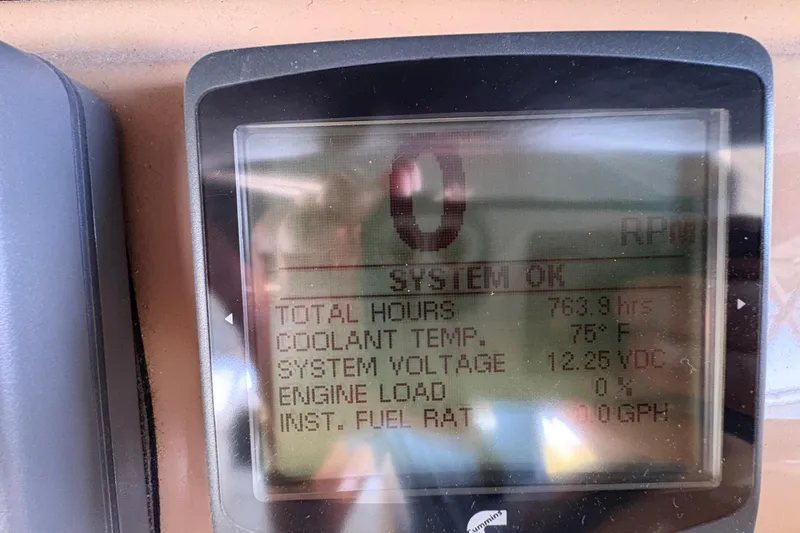 0
RPM
SYSTEM OK
TOTAL HOURS 763.9 hrs
COOLANT TEMP. 75° F
SYSTEM VOLTAGE 12.25 VDC
ENGINE LOAD 0 %
INST. FUEL RAT 0.0 GPH
Cummins